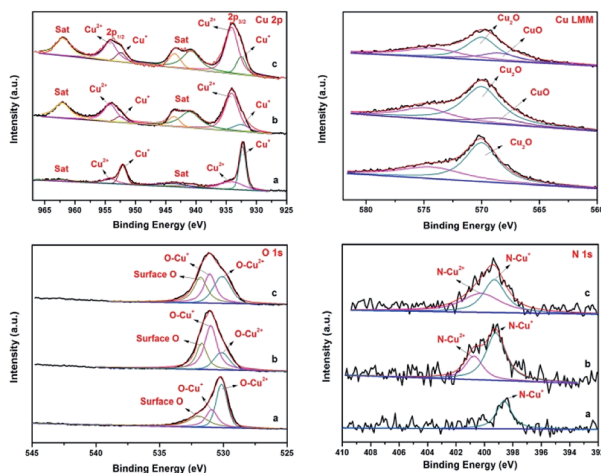 Cu 2p
2p3/2
Cu2+
2p1/2
Cu2+
Cu+
Sat
Sat
Cu+
c
Cu2+
Cu2+
Cu+
Sat
Sat
Cu+
b
Cu+
Cu+
Cu2+
Cu2+
Sat
Sat
a
965 960 955 950 945 940 935 930 925
Binding Energy (eV)
Intensity (a.u.)
Cu LMM
Cu2O
CuO
c
Cu2O
CuO
b
Cu2O
a
580 575 570 565 560
Binding Energy (eV)
Intensity (a.u.)
O 1s
O-Cu+
Surface O
O-Cu2+
c
O-Cu+
Surface O
O-Cu2+
b
O-Cu+
O-Cu2+
Surface O
a
545 540 535 530 525
Binding Energy (eV)
Intensity (a.u.)
N 1s
N-Cu+
N-Cu2+
c
N-Cu+
N-Cu2+
b
N-Cu+
a
410 408 406 404 402 400 398 396 394 392
Binding Energy (eV)
Intensity (a.u.)